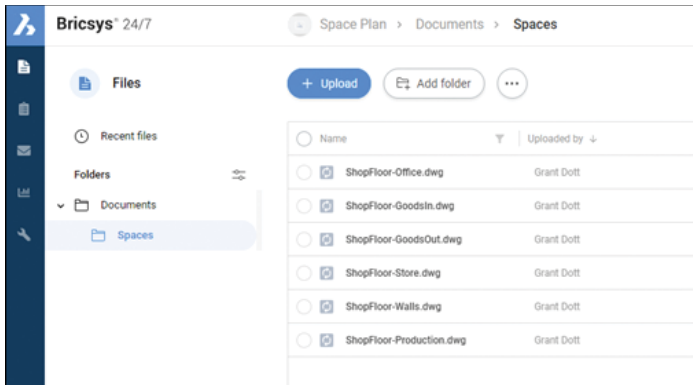 Bricsys® 24/7
Space Plan > Documents > Spaces
Files
+ Upload
Add folder
Recent files
Folders
Documents
Spaces
Name Uploaded by
ShopFloor-Office.dwg Grant Dott
ShopFloor-GoodsIn.dwg Grant Dott
ShopFloor-GoodsOut.dwg Grant Dott
ShopFloor-Store.dwg Grant Dott
ShopFloor-Walls.dwg Grant Dott
ShopFloor-Production.dwg Grant Dott